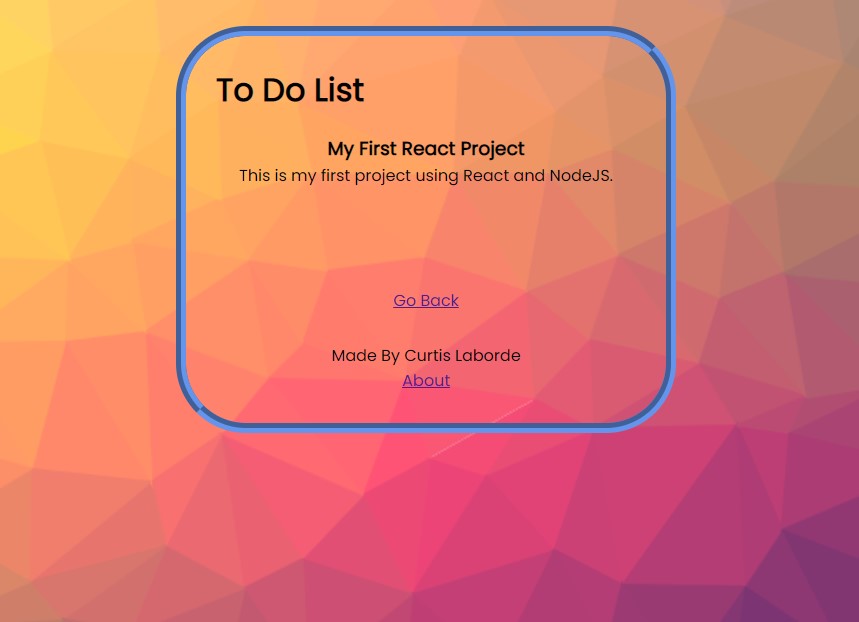 To Do List
My First React Project
This is my first project using React and NodeJS.
Go Back
Made By Curtis Laborde
About